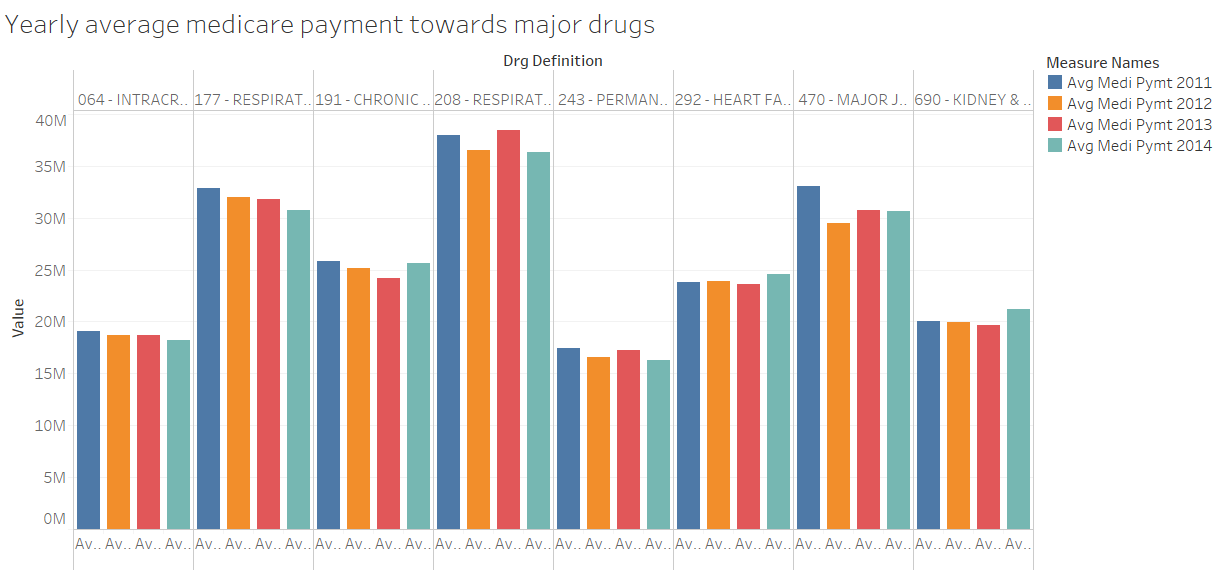 Yearly average medicare payment towards major drugs
Drg Definition
064 - INTRACR.. 177 - RESPIRAT.. 191 - CHRONIC .. 208 - RESPIRAT.. 243 - PERMAN.. 292 - HEART FA.. 470 - MAJOR J.. 690 - KIDNEY & ..
40M
35M
30M
25M
20M
15M
10M
5M
0M
Value
Av.. Av.. Av.. Av.. Av.. Av.. Av.. Av.. Av.. Av.. Av.. Av.. Av.. Av.. Av.. Av.. Av.. Av.. Av.. Av.. Av.. Av.. Av.. Av.. Av.. Av.. Av.. Av.. Av.. Av.. Av.. Av..
Measure Names
Avg Medi Pymt 2011
Avg Medi Pymt 2012
Avg Medi Pymt 2013
Avg Medi Pymt 2014